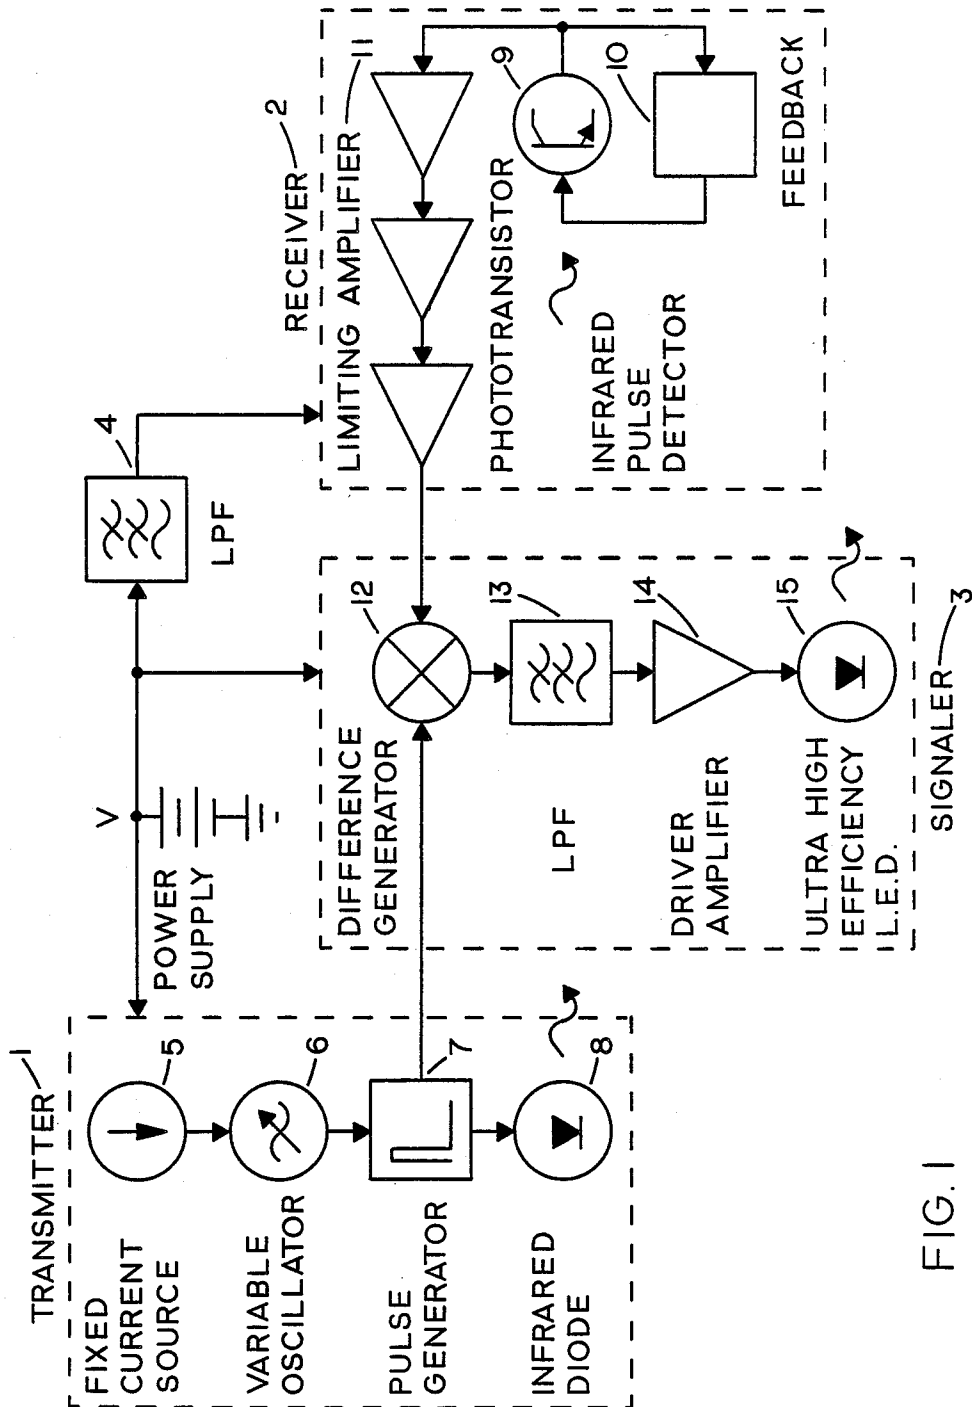 TRANSMITTER 1
FIXED
CURRENT
SOURCE
5
VARIABLE
OSCILLATOR
6
PULSE
GENERATOR
7
INFRARED
DIODE
8
V
POWER
SUPPLY
4
LPF
RECEIVER 2
LIMITING AMPLIFIER 11
PHOTOTRANSISTOR 9
INFRARED
PULSE
DETECTOR
10
FEEDBACK
DIFFERENCE
GENERATOR
12
LPF
13
DRIVER
AMPLIFIER
14
ULTRA HIGH
EFFICIENCY
L.E.D.
15
SIGNALER 3
FIG. 1